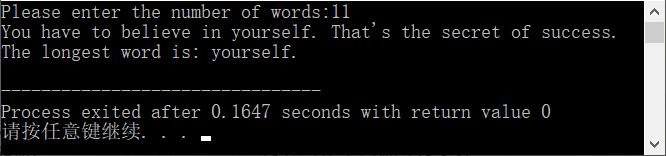 Please enter the number of words:11
You have to believe in yourself. That's the secret of success.
The longest word is: yourself.
--------------------------------
Process exited after 0.1647 seconds with return value 0
请按任意键继续. . .